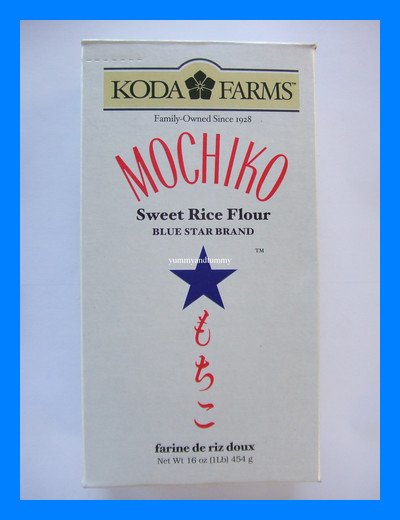 KODA FARMS™
Family-Owned Since 1928
MOCHIKO
Sweet Rice Flour
BLUE STAR BRAND
™
yummyandtummy
もちこ
farine de riz doux
Net Wt 16 oz (1Lb) 454 g